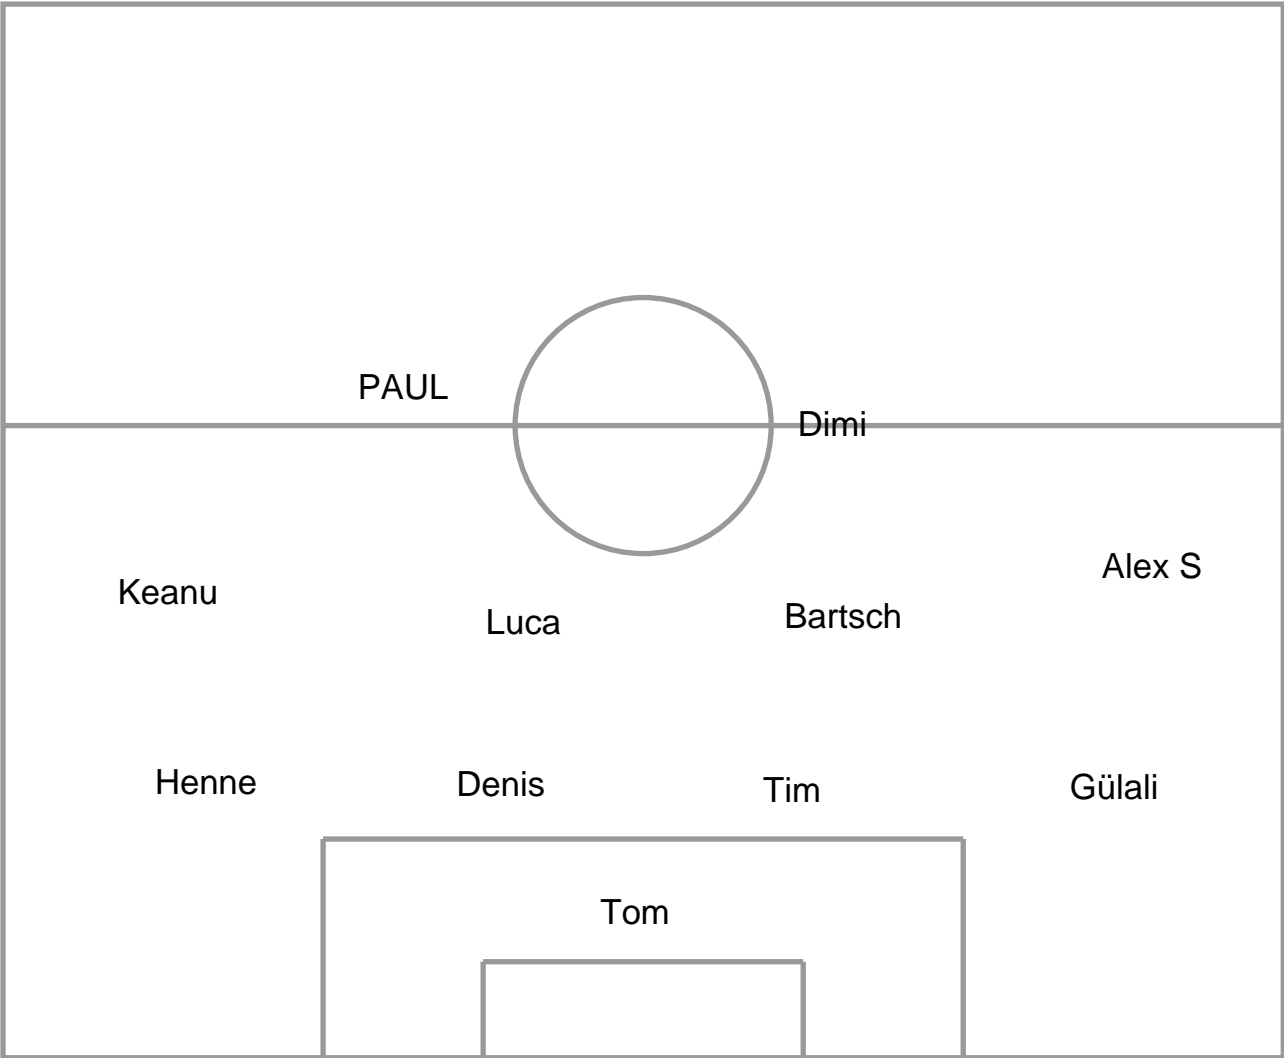 PAUL
Dimi
Keanu
Luca
Bartsch
Alex S
Henne
Denis
Tim
Gülali
Tom